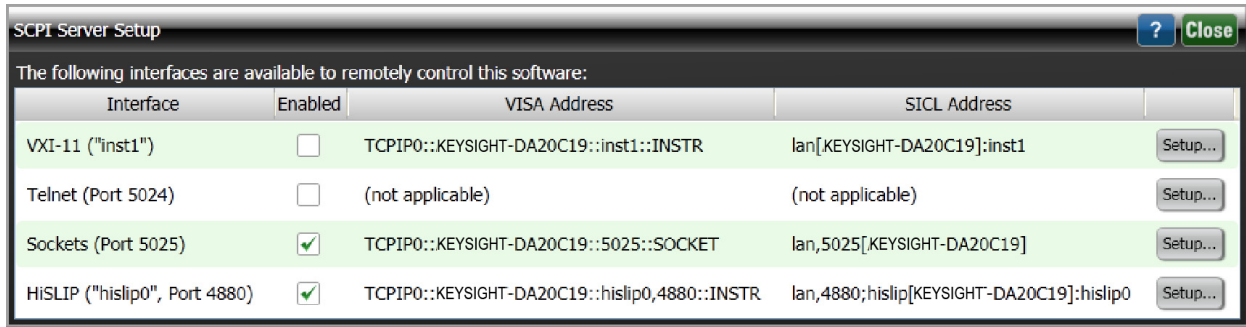 SCPI Server Setup ? Close
The following interfaces are available to remotely control this software:
Interface Enabled VISA Address SICL Address
VXI-11 ("inst1") TCPIP0::KEYSIGHT-DA20C19::inst1::INSTR lan[KEYSIGHT-DA20C19]:inst1 Setup...
Telnet (Port 5024) (not applicable) (not applicable) Setup...
Sockets (Port 5025) TCPIP0::KEYSIGHT-DA20C19::5025::SOCKET lan,5025[KEYSIGHT-DA20C19] Setup...
HiSLIP ("hislip0", Port 4880) TCPIP0::KEYSIGHT-DA20C19::hislip0,4880::INSTR lan,4880;hislip[KEYSIGHT-DA20C19]:hislip0 Setup...